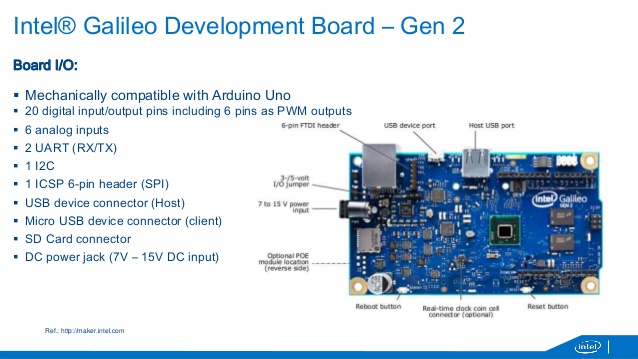 Intel® Galileo Development Board – Gen 2
Board I/O:
▪ Mechanically compatible with Arduino Uno
▪ 20 digital input/output pins including 6 pins as PWM outputs
▪ 6 analog inputs
▪ 2 UART (RX/TX)
▪ 1 I2C
▪ 1 ICSP 6-pin header (SPI)
▪ USB device connector (Host)
▪ Micro USB device connector (client)
▪ SD Card connector
▪ DC power jack (7V – 15V DC input)
6-pin FTDI header
USB device port
Host USB port
3-/5-volt
I/O jumper
7 to 15 V power
input
Optional POE
module location
(reverse side)
intel Galileo
GEN 2
Reboot button
Real-time clock coin cell
connector (optional)
Reset button
Ref.: http://maker.intel.com
intel